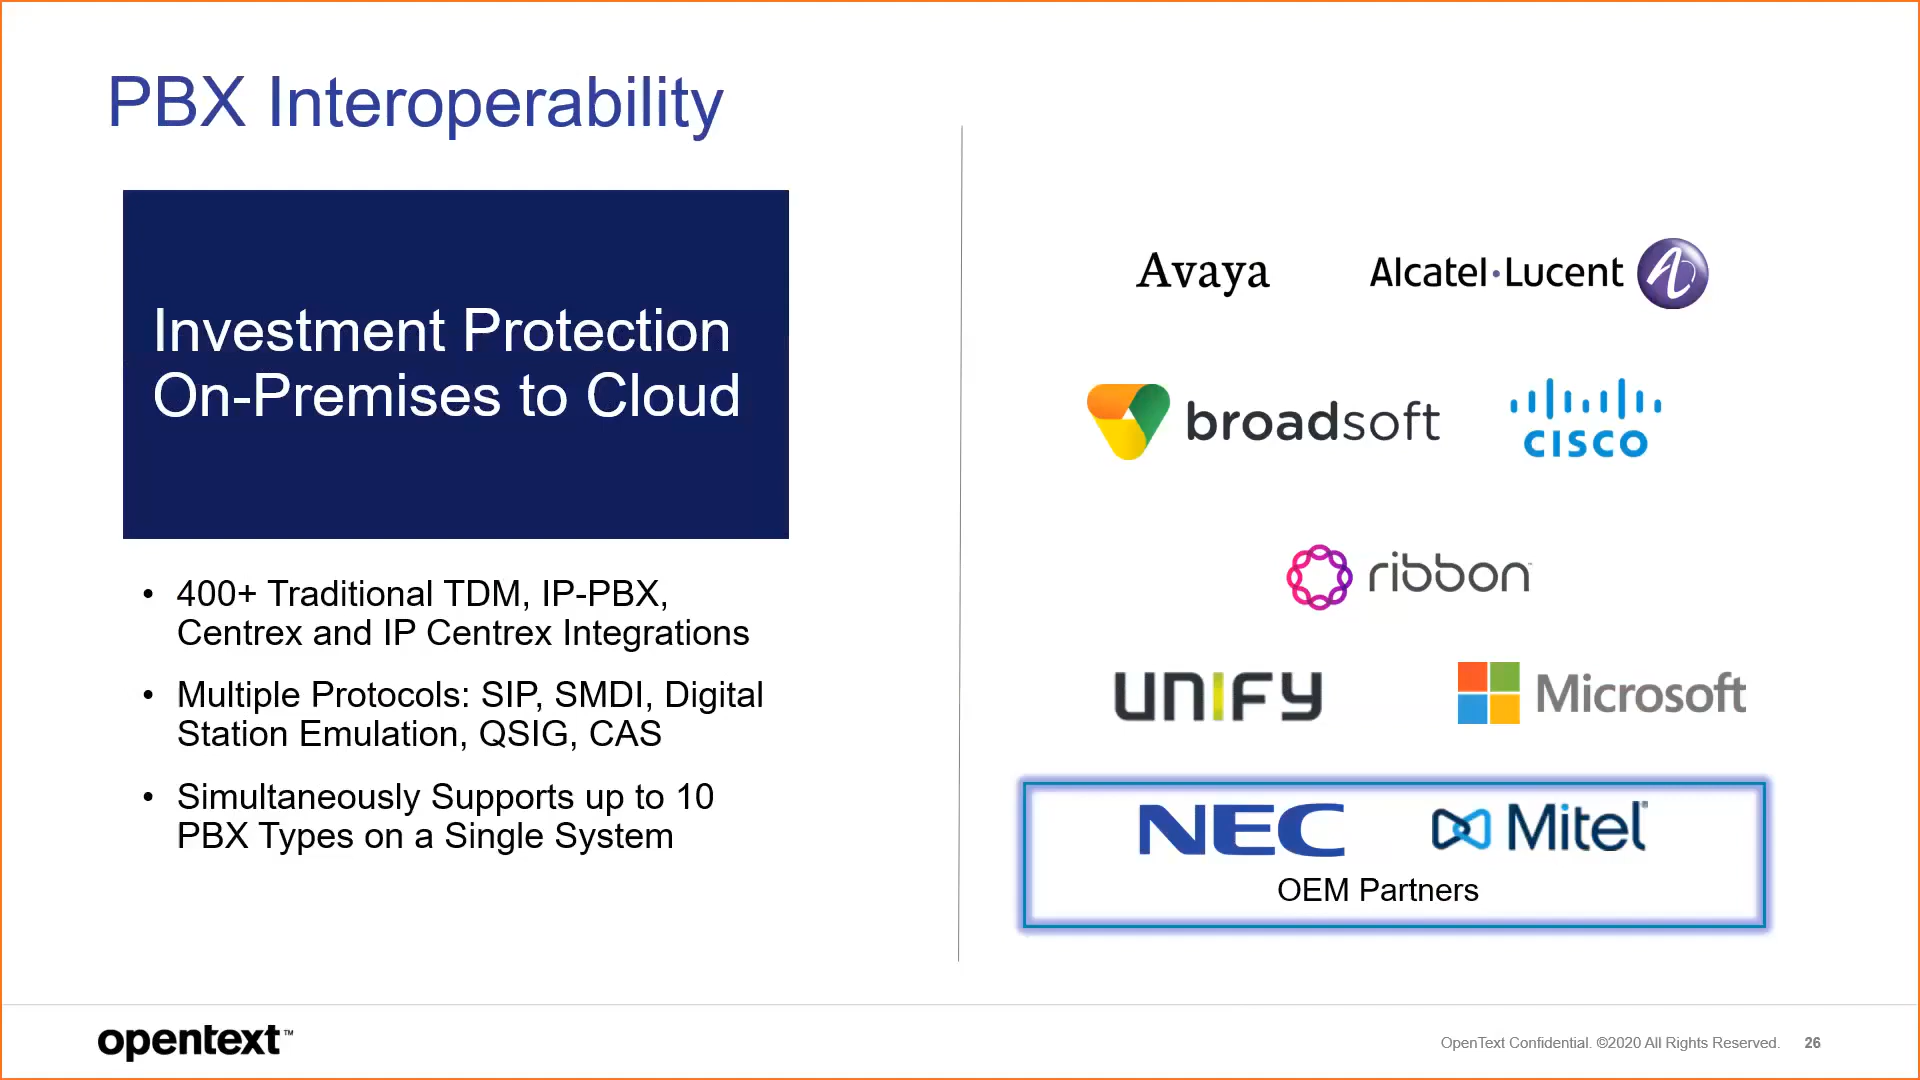 PBX Interoperability
Investment Protection
On-Premises to Cloud
• 400+ Traditional TDM, IP-PBX,
Centrex and IP Centrex Integrations
• Multiple Protocols: SIP, SMDI, Digital
Station Emulation, QSIG, CAS
• Simultaneously Supports up to 10
PBX Types on a Single System
Avaya
Alcatel·Lucent
broadsoft
CISCO
ribbon
UNIFY
Microsoft
NEC
Mitel®
OEM Partners
opentext™
OpenText Confidential. ©2020 All Rights Reserved. 26